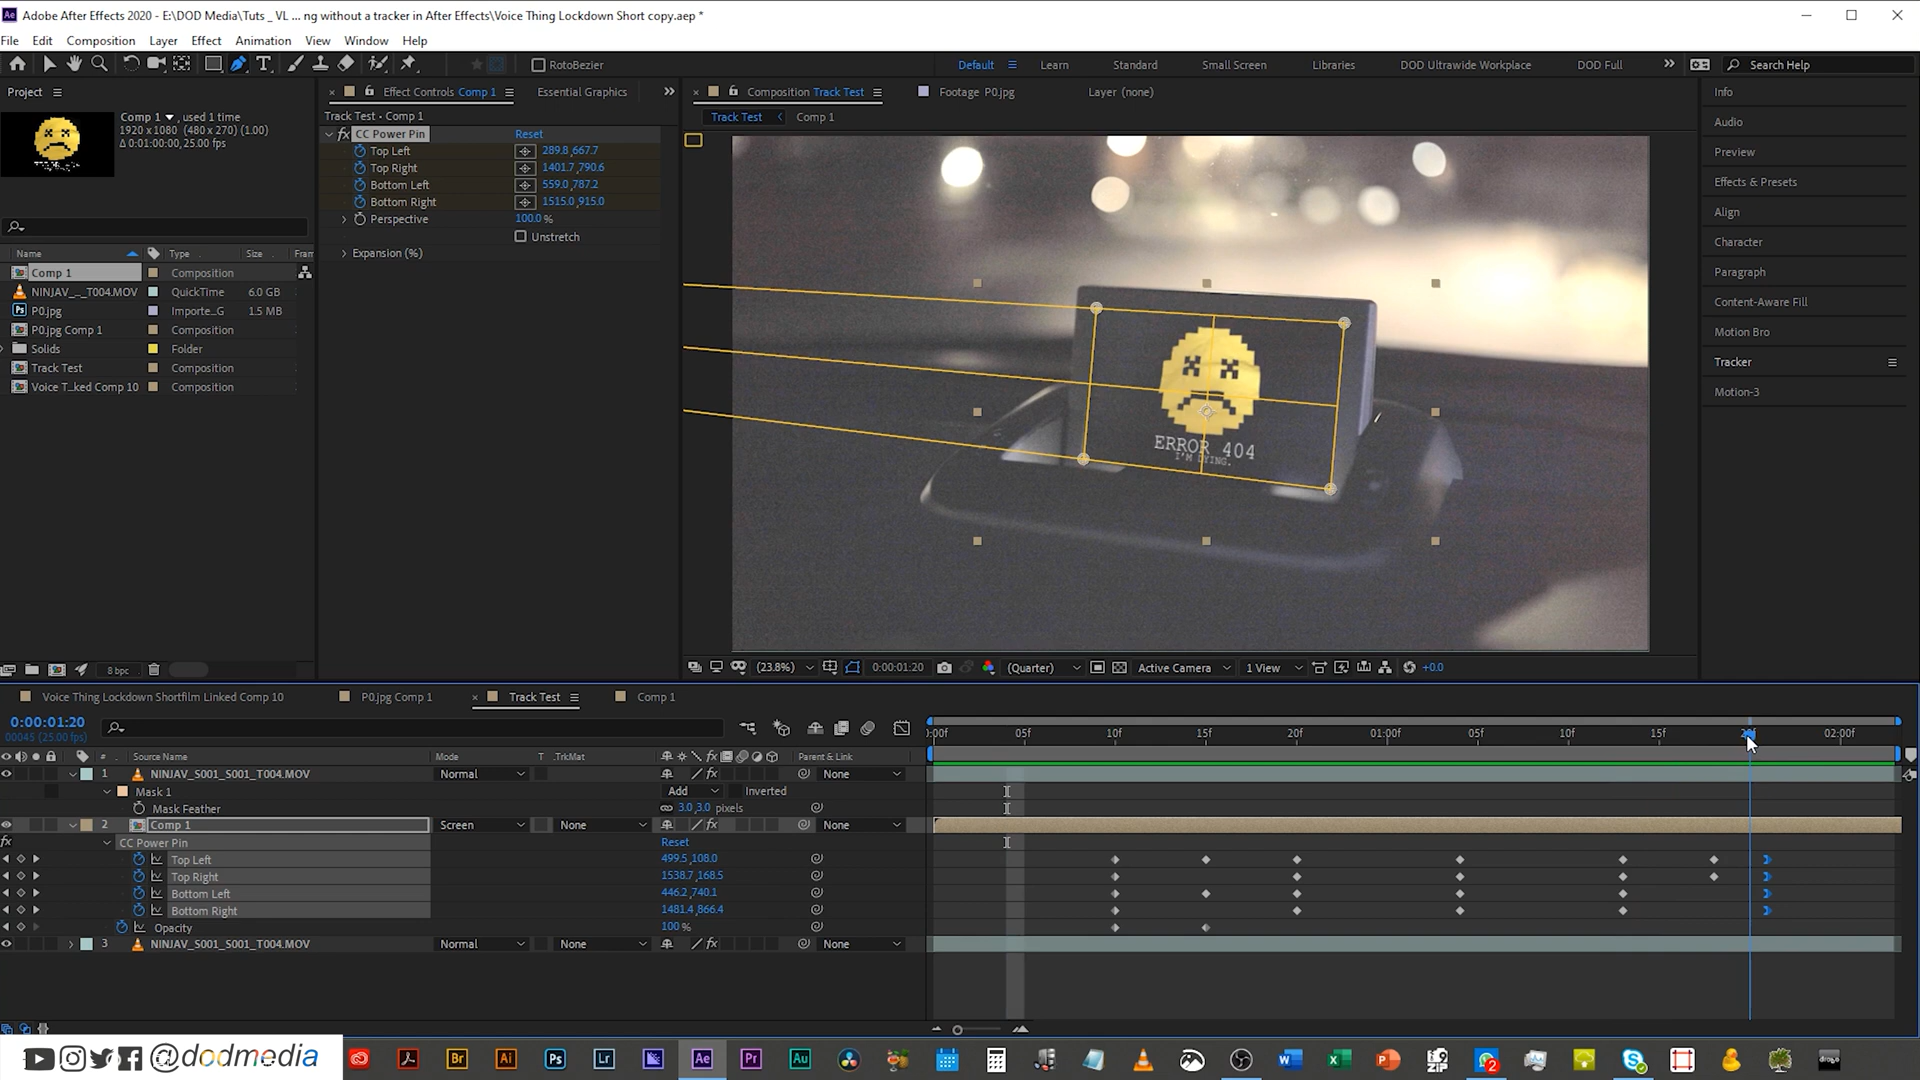 Adobe After Effects 2020 - E:\DOD Media\Tuts _ VL ... ng without a tracker in After Effects\Voice Thing Lockdown Short copy.aep *
File Edit Composition Layer Effect Animation View Window Help
RotoBezier Default Learn Standard Small Screen Libraries DOD Ultrawide Workplace DOD Full Search Help
Project
Comp 1 , used 1 time
1920 x 1080 (480 x 270) (1.00)
Δ 0:01:00:00, 25.00 fps
Name Type Size Fram
Comp 1 Composition
NINJAV_..._T004.MOV QuickTime 6.0 GB
P0.jpg Importe...G 1.5 MB
P0.jpg Comp 1 Composition
Solids Folder
Track Test Composition
Voice T...ked Comp 10 Composition
8 bpc
Effect Controls Comp 1 Essential Graphics
Track Test • Comp 1
fx CC Power Pin Reset
Top Left 289.8,667.7
Top Right 1401.7,790.6
Bottom Left 559.0,787.2
Bottom Right 1515.0,915.0
Perspective 100.0 %
Unstretch
Expansion (%)
Composition Track Test Footage P0.jpg Layer (none)
Track Test Comp 1
ERROR 404
I'M DYING.
(23.8%) 0:00:01:20 (Quarter) Active Camera 1 View +0.0
Info
Audio
Preview
Effects & Presets
Align
Character
Paragraph
Content-Aware Fill
Motion Bro
Tracker
Motion-3
Voice Thing Lockdown Shortfilm Linked Comp 10 P0.jpg Comp 1 Track Test Comp 1
0:00:01:20
00045 (25.00 fps)
:00f 05f 10f 15f 20f 01:00f 05f 10f 15f 02:00f
# Source Name Mode T .TrkMat Parent & Link
1 NINJAV_S001_S001_T004.MOV Normal None
Mask 1 Add Inverted
Mask Feather 3.0,3.0 pixels
2 Comp 1 Screen None None
CC Power Pin Reset
Top Left 499.5,108.0
Top Right 1538.7,168.5
Bottom Left 446.2,740.1
Bottom Right 1481.4,866.4
Opacity 100 %
3 NINJAV_S001_S001_T004.MOV Normal None None
@dodmedia
Br Ai Ps Lr Ae Pr Au ZIP 2